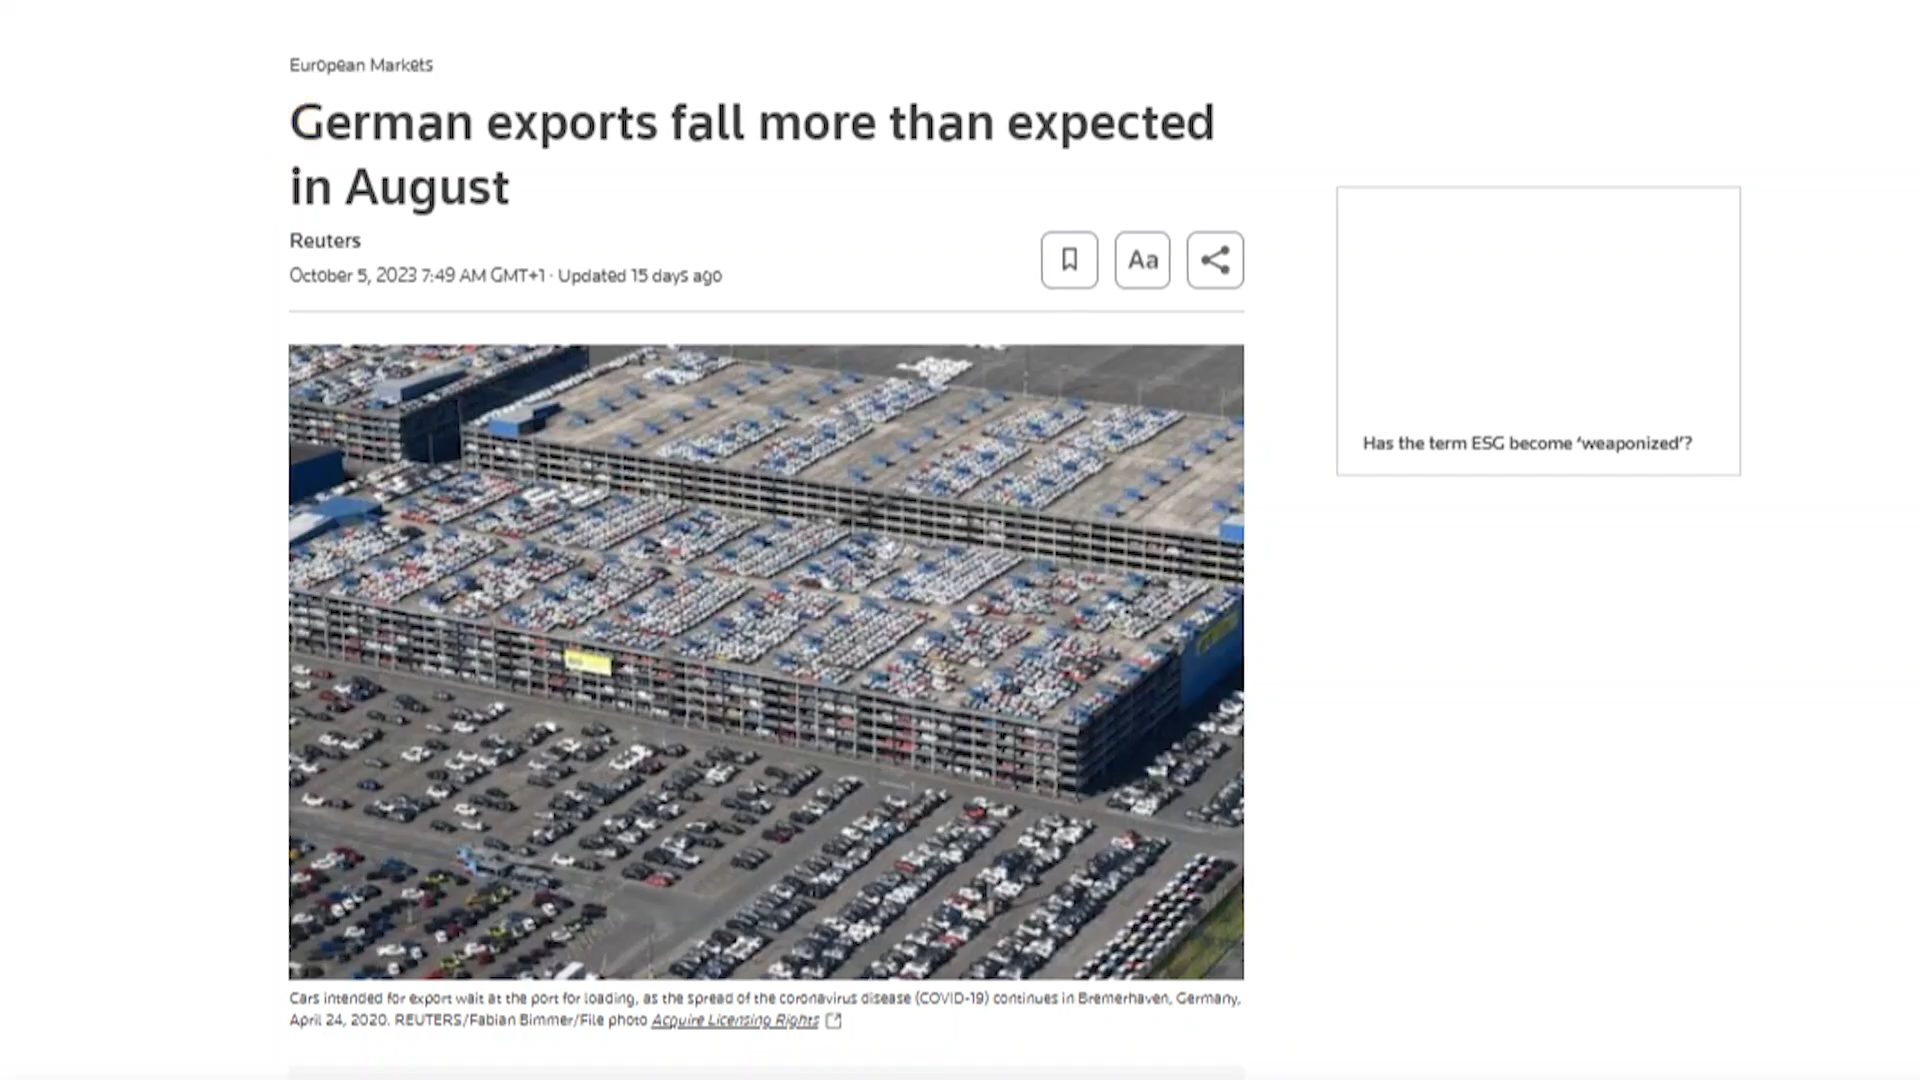 European Markets
German exports fall more than expected
in August
Reuters
October 5, 2023 7:49 AM GMT+1 · Updated 15 days ago
Aa
Has the term ESG become ‘weaponized’?
Cars intended for export wait at the port for loading, as the spread of the coronavirus disease (COVID-19) continues in Bremerhaven, Germany,
April 24, 2020. REUTERS/Fabian Bimmer/File photo Acquire Licensing Rights